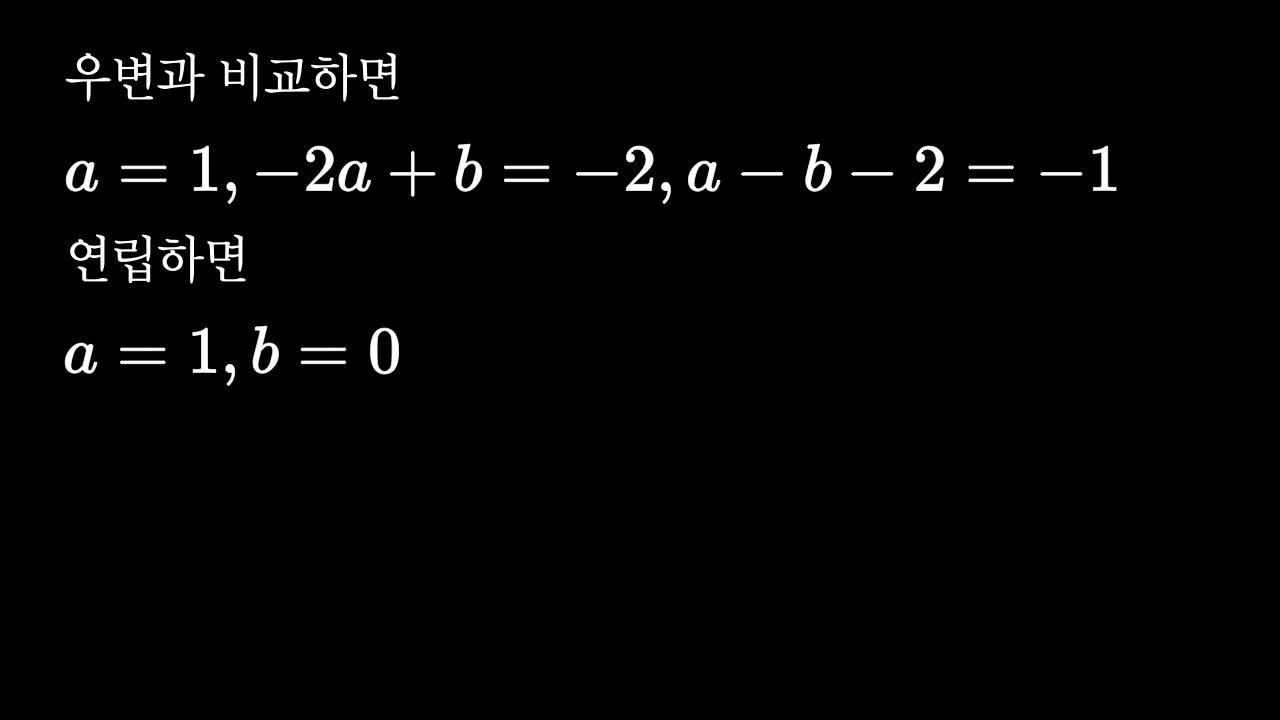 우변과 비교하면
a = 1, −2a + b = −2, a − b − 2 = −1
연립하면
a = 1, b = 0